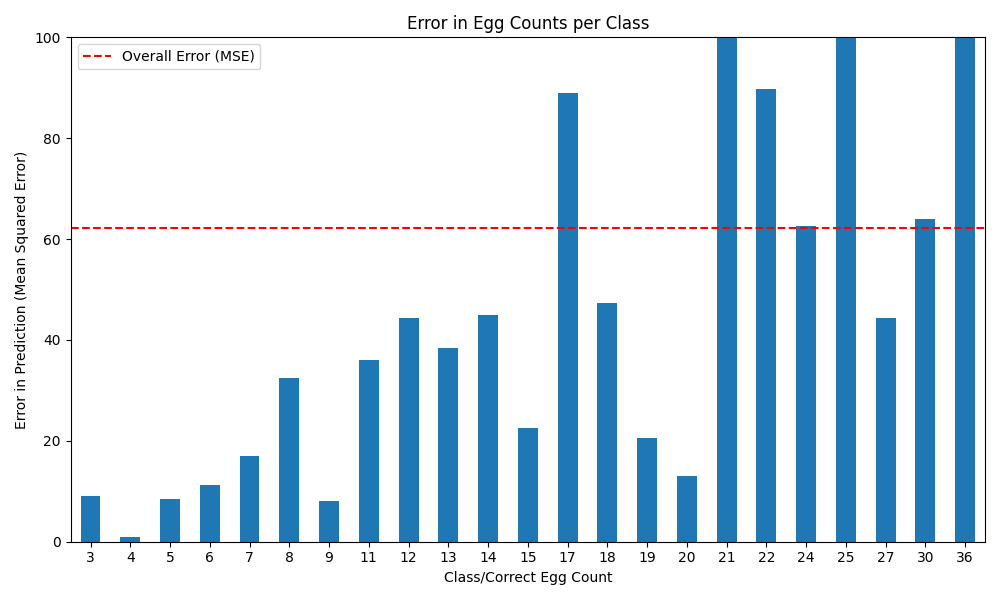 Error in Egg Counts per Class
Overall Error (MSE)
Error in Prediction (Mean Squared Error)
100
80
60
40
20
0
3 4 5 6 7 8 9 11 12 13 14 15 17 18 19 20 21 22 24 25 27 30 36
Class/Correct Egg Count